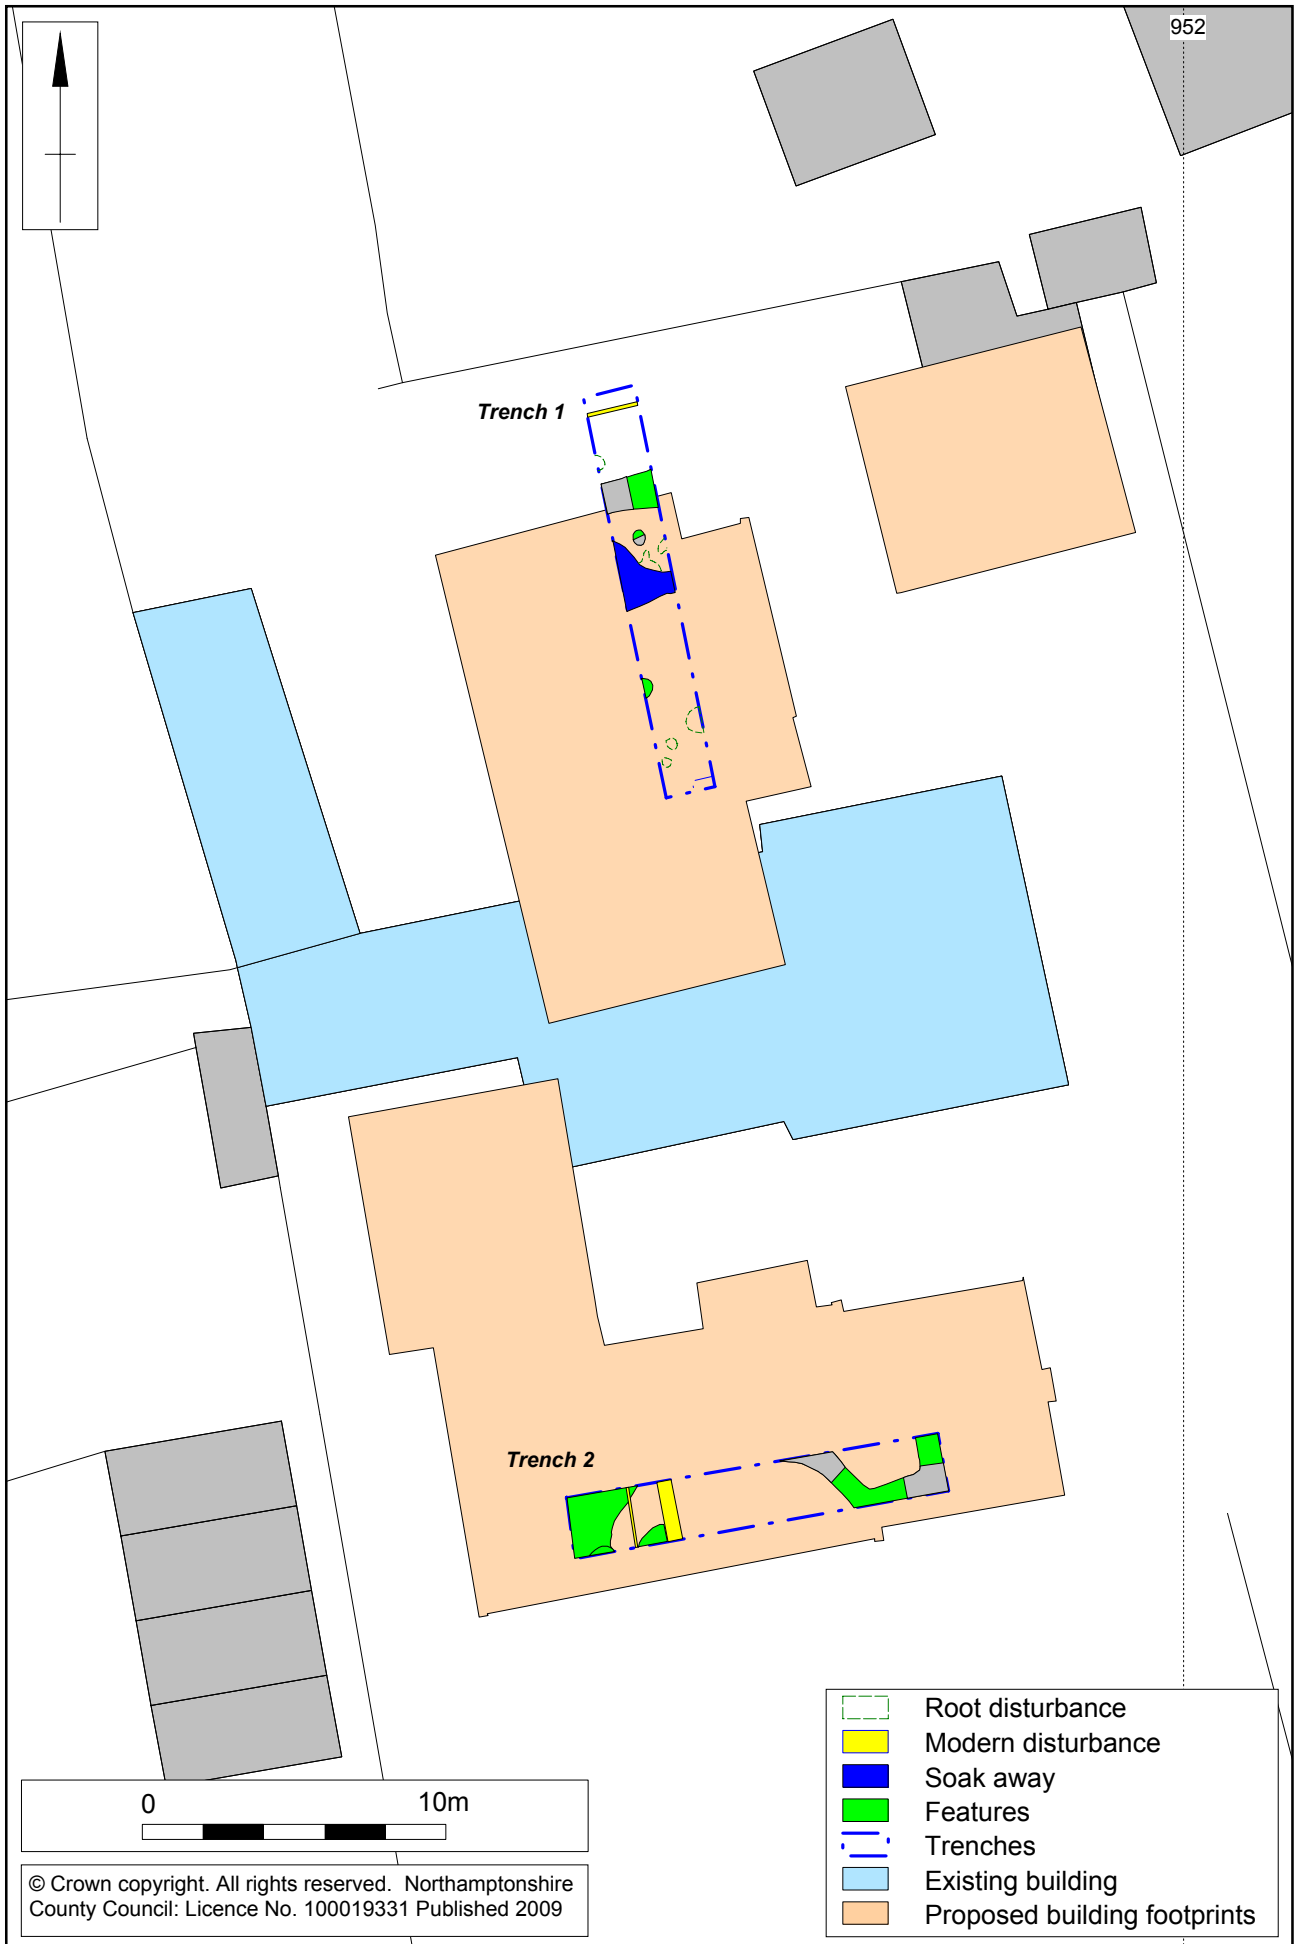 952
Trench 1
Trench 2
Root disturbance
Modern disturbance
Soak away
Features
Trenches
Existing building
Proposed building footprints
0 10m
© Crown copyright. All rights reserved. Northamptonshire
County Council: Licence No. 100019331 Published 2009